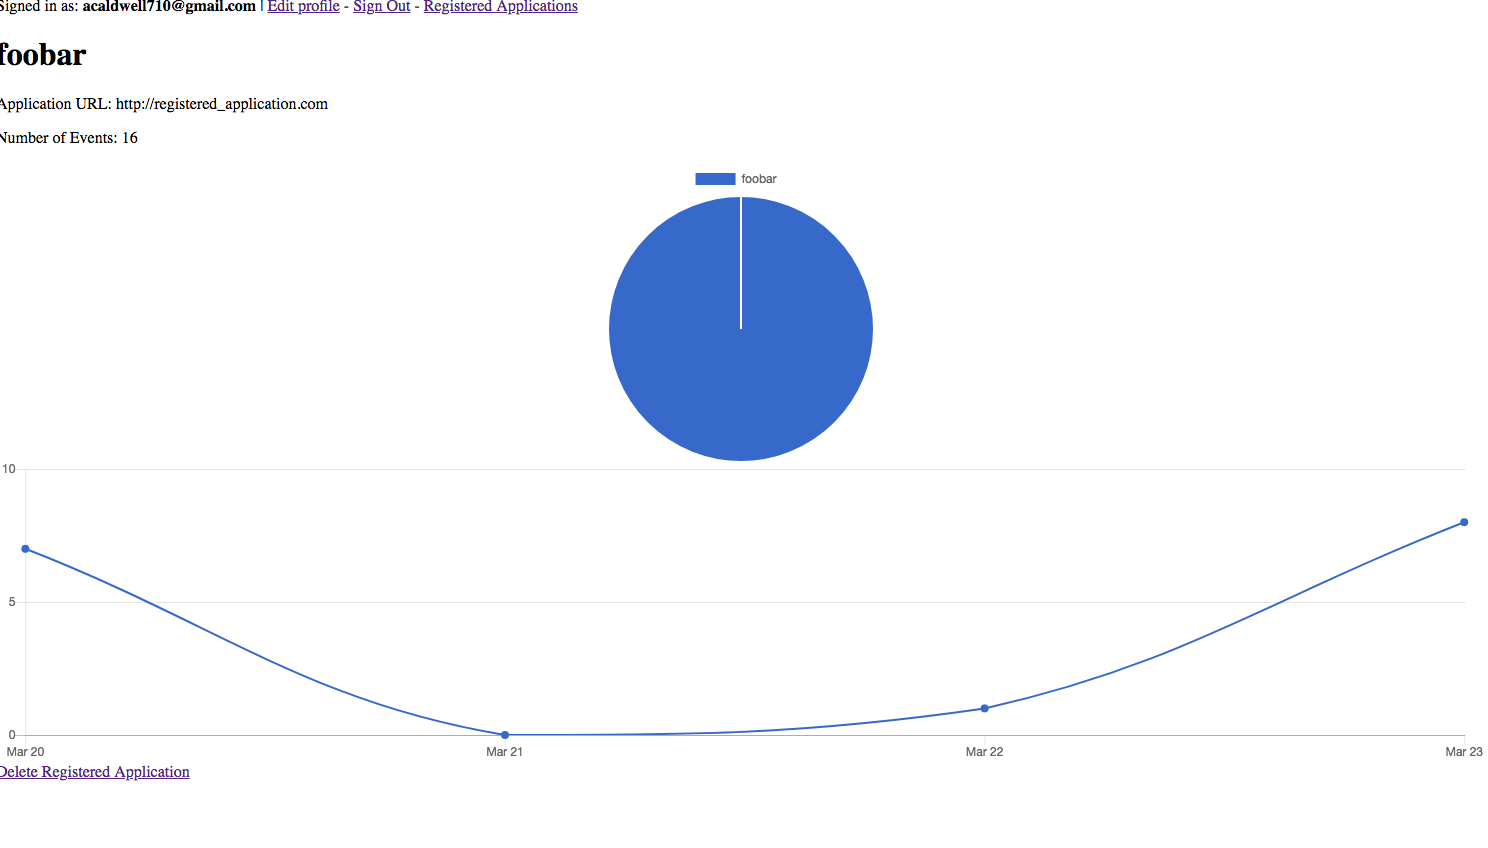 Signed in as: acaldwell710@gmail.com | Edit profile - Sign Out - Registered Applications
foobar
Application URL: http://registered_application.com
Number of Events: 16
foobar
10
5
0
Mar 20 Mar 21 Mar 22 Mar 23
Delete Registered Application